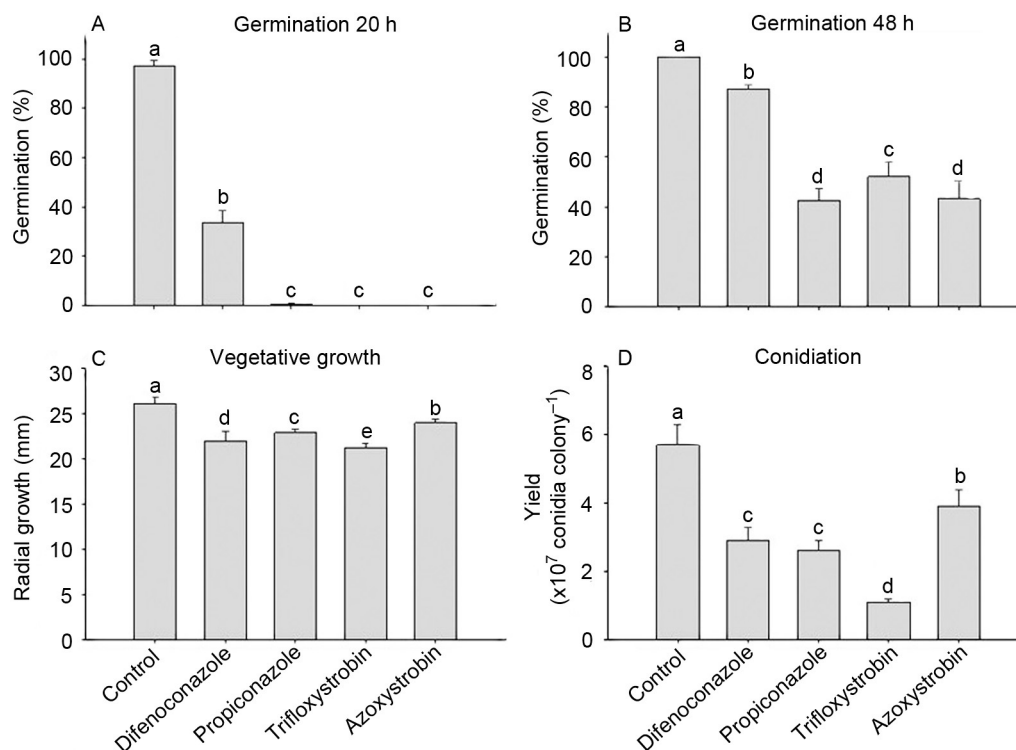 A
Germination 20 h
Germination (%)
100
80
60
40
20
0
a
b
c
c
c
B
Germination 48 h
Germination (%)
100
80
60
40
20
0
a
b
d
c
d
C
Vegetative growth
Radial growth (mm)
30
25
20
15
10
5
0
a
d
c
e
b
Control
Difenoconazole
Propiconazole
Trifloxystrobin
Azoxystrobin
D
Conidiation
Yield
(x10⁷ conidia colony⁻¹)
8
6
4
2
0
a
c
c
d
b
Control
Difenoconazole
Propiconazole
Trifloxystrobin
Azoxystrobin